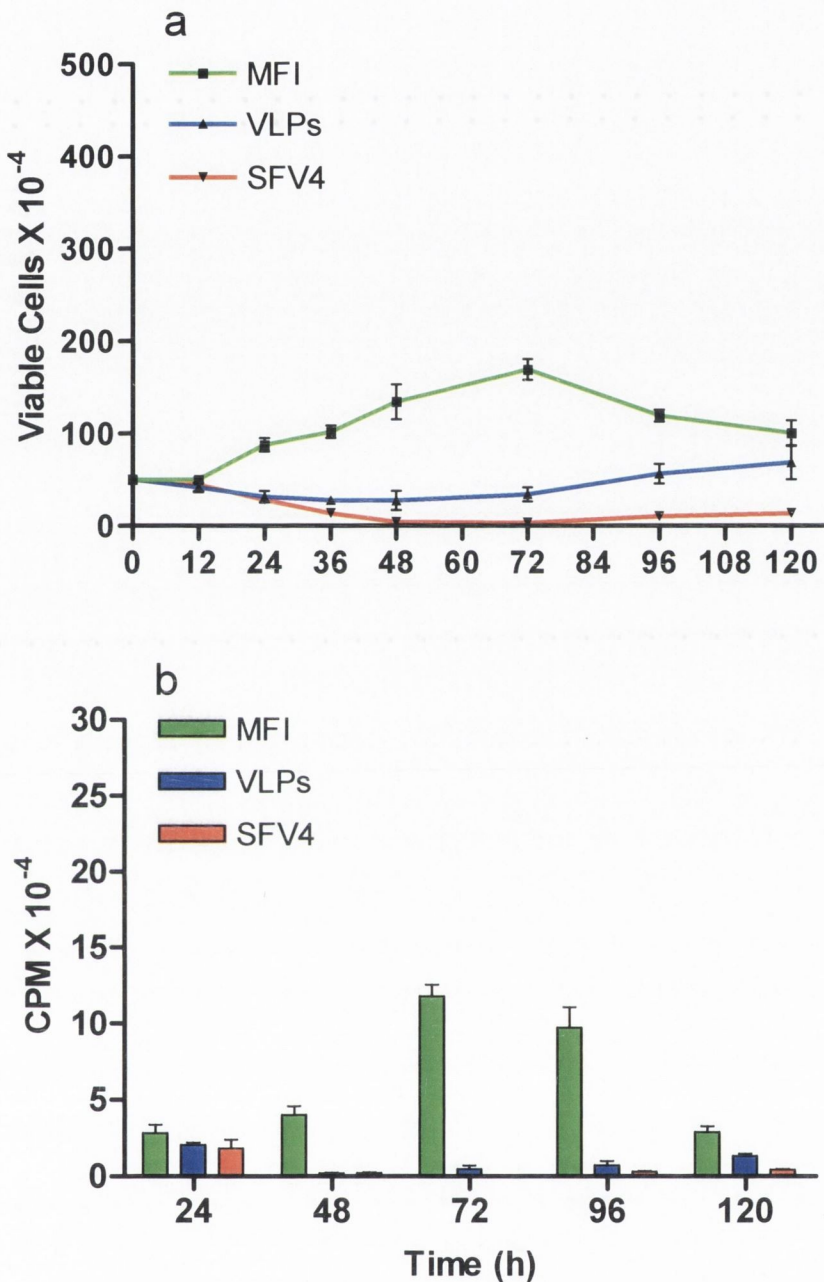 a
MFI
VLPs
SFV4
Viable Cells X 10-4
500
400
300
200
100
0
0 12 24 36 48 60 72 84 96 108 120
b
MFI
VLPs
SFV4
CPM X 10-4
30
25
20
15
10
5
0
24 48 72 96 120
Time (h)